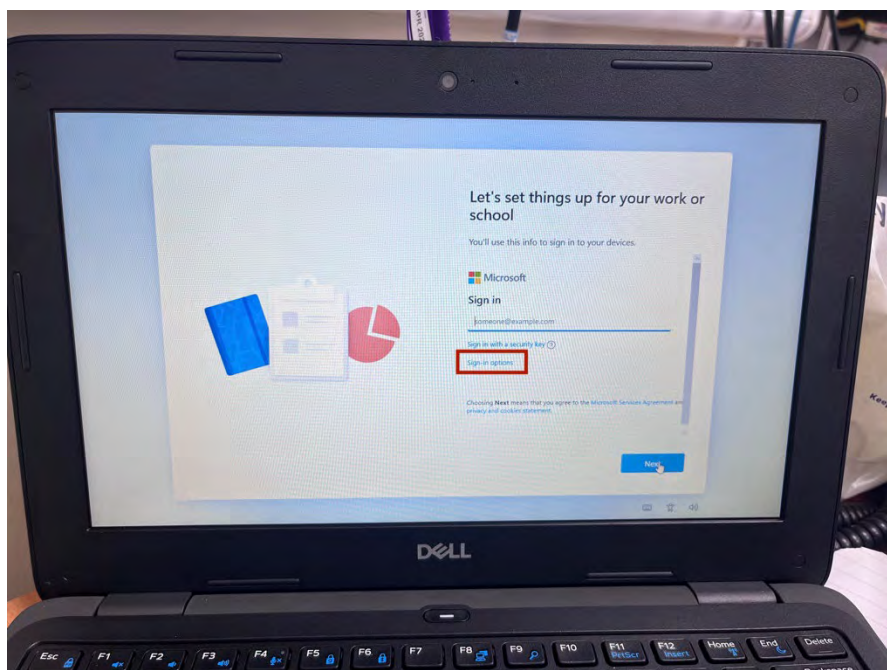 Let's set things up for your work or
school
You'll use this info to sign in to your devices.
Microsoft
Sign in
someone@example.com
Sign in with a security key
Sign-in options
Choosing Next means that you agree to the Microsoft Services Agreement and
privacy and cookies statement.
Next
DELL
Esc F1 F2 F3 F4 F5 F6 F7 F8 F9 F10 F11 PrtScr F12 Insert Home End Delete
Backspace